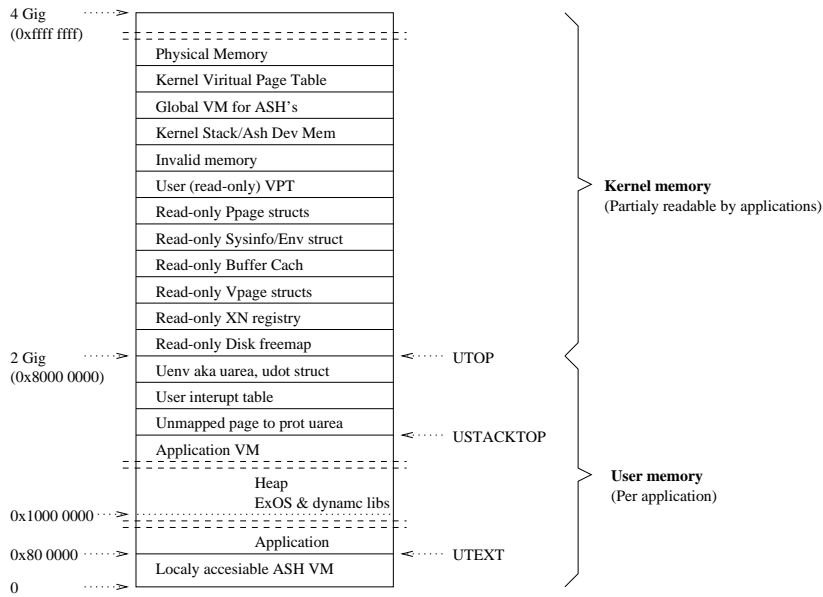 4 Gig
(0xffff ffff)
Physical Memory
Kernel Viritual Page Table
Global VM for ASH's
Kernel Stack/Ash Dev Mem
Invalid memory
User (read-only) VPT
Kernel memory
Read-only Ppage structs
(Partialy readable by applications)
Read-only Sysinfo/Env struct
Read-only Buffer Cach
Read-only Vpage structs
Read-only XN registry
Read-only Disk freemap
2 Gig
(0x8000 0000)
UTOP
Uenv aka uarea, udot struct
User interupt table
Unmapped page to prot uarea
USTACKTOP
Application VM
User memory
(Per application)
Heap
ExOS & dynamc libs
0x1000 0000
Application
0x80 0000
UTEXT
Localy accesiable ASH VM
0